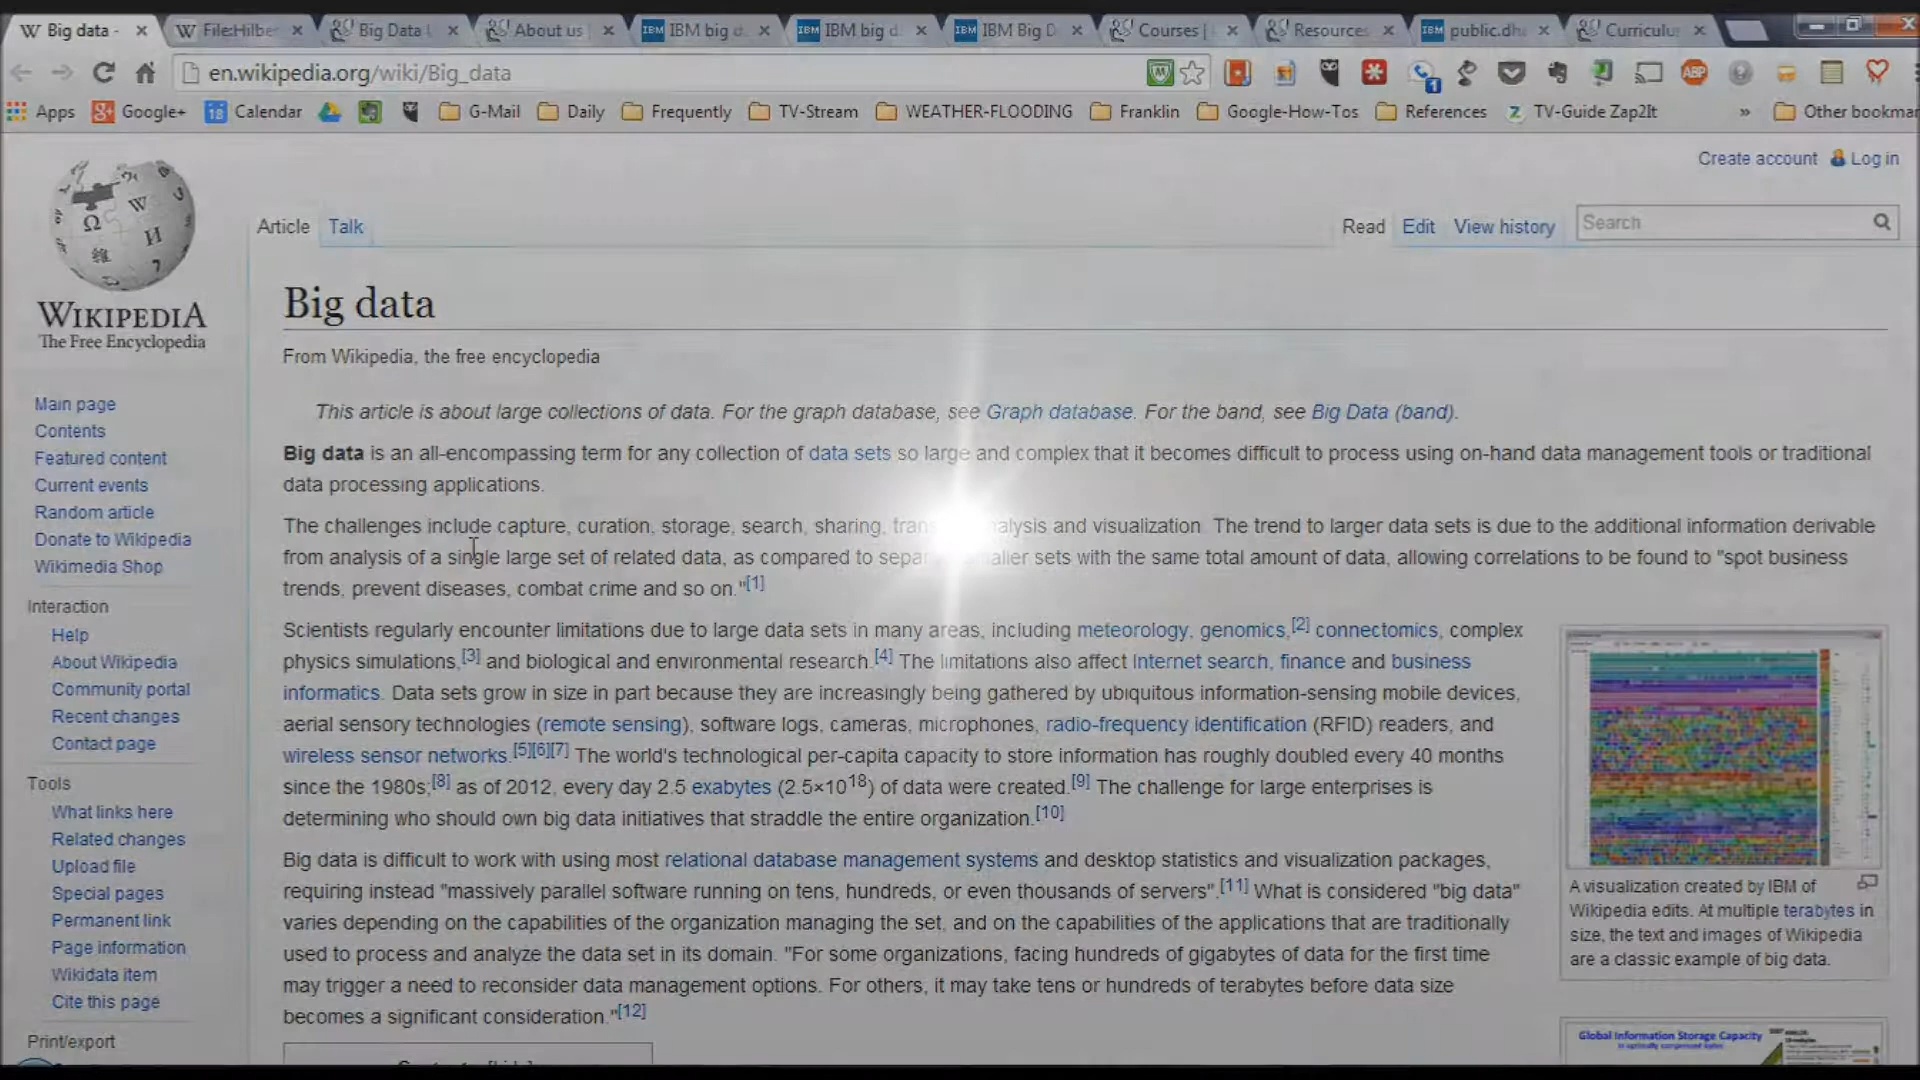 Big data -
File:Hilbe
Big Data
About us
IBM big d
IBM big d
IBM Big D
Courses
Resources
public.dh
Curriculu
en.wikipedia.org/wiki/Big_data
Apps Google+ 18 Calendar G-Mail Daily Frequently TV-Stream WEATHER-FLOODING Franklin Google-How-Tos References TV-Guide Zap2It » Other bookmar
Create account Log in
Article Talk
Read Edit View history Search
WIKIPEDIA
The Free Encyclopedia
Main page
Contents
Featured content
Current events
Random article
Donate to Wikipedia
Wikimedia Shop
Interaction
Help
About Wikipedia
Community portal
Recent changes
Contact page
Tools
What links here
Related changes
Upload file
Special pages
Permanent link
Page information
Wikidata item
Cite this page
Print/export
Big data
From Wikipedia, the free encyclopedia
This article is about large collections of data. For the graph database, see Graph database. For the band, see Big Data (band).
Big data is an all-encompassing term for any collection of data sets so large and complex that it becomes difficult to process using on-hand data management tools or traditional
data processing applications.
The challenges include capture, curation, storage, search, sharing, and visualization. The trend to larger data sets is due to the additional information derivable
from analysis of a single large set of related data, as compared to sets with the same total amount of data, allowing correlations to be found to "spot business
trends, prevent diseases, combat crime and so on."[1]
Scientists regularly encounter limitations due to large data sets in many areas, including meteorology, genomics,[2] connectomics, complex
physics simulations,[3] and biological and environmental research.[4] The limitations also affect Internet search, finance and business
informatics. Data sets grow in size in part because they are increasingly being gathered by ubiquitous information-sensing mobile devices,
aerial sensory technologies (remote sensing), software logs, cameras, microphones, radio-frequency identification (RFID) readers, and
wireless sensor networks.[5][6][7] The world's technological per-capita capacity to store information has roughly doubled every 40 months
since the 1980s;[8] as of 2012, every day 2.5 exabytes (2.5×10^18) of data were created.[9] The challenge for large enterprises is
determining who should own big data initiatives that straddle the entire organization.[10]
Big data is difficult to work with using most relational database management systems and desktop statistics and visualization packages,
requiring instead "massively parallel software running on tens, hundreds, or even thousands of servers".[11] What is considered "big data"
varies depending on the capabilities of the organization managing the set, and on the capabilities of the applications that are traditionally
used to process and analyze the data set in its domain. "For some organizations, facing hundreds of gigabytes of data for the first time
may trigger a need to reconsider data management options. For others, it may take tens or hundreds of terabytes before data size
becomes a significant consideration."[12]
A visualization created by IBM of
Wikipedia edits. At multiple terabytes in
size, the text and images of Wikipedia
are a classic example of big data.
Global Information Storage Capacity